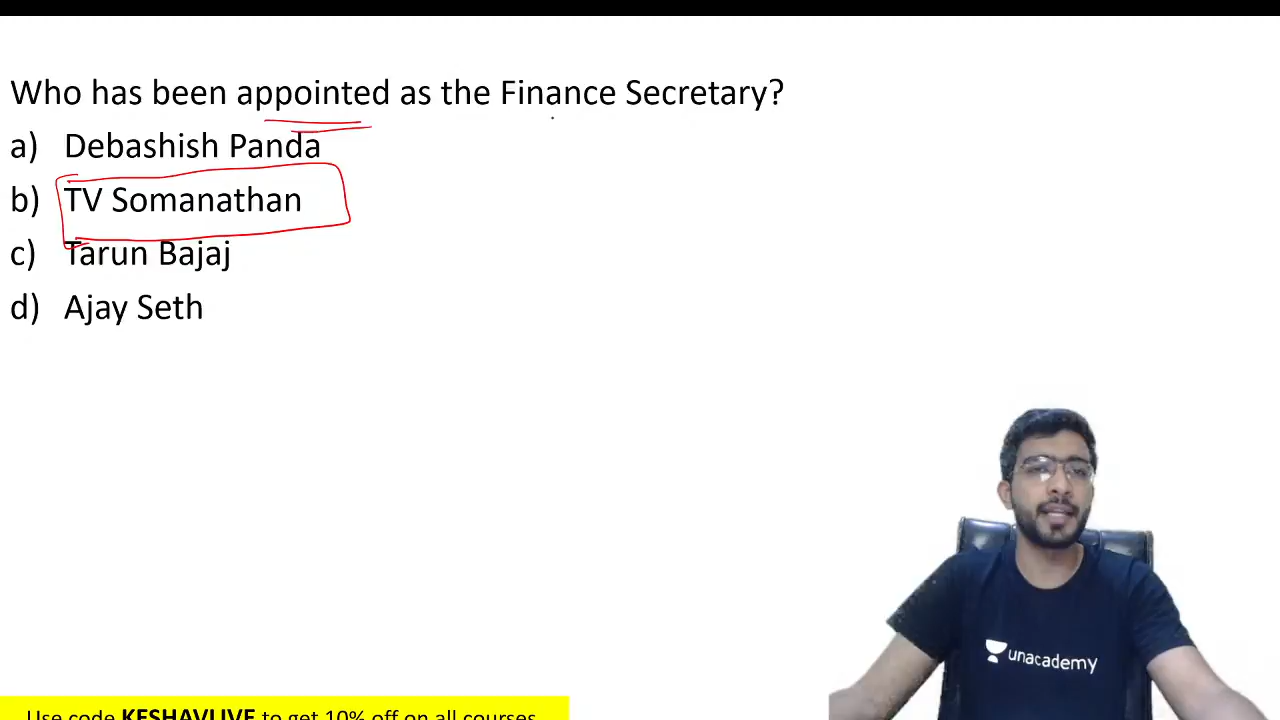 Who has been appointed as the Finance Secretary?
a) Debashish Panda
b) TV Somanathan
c) Tarun Bajaj
d) Ajay Seth
unacademy
Use code KESHAVLIVE to get 10% off on all courses